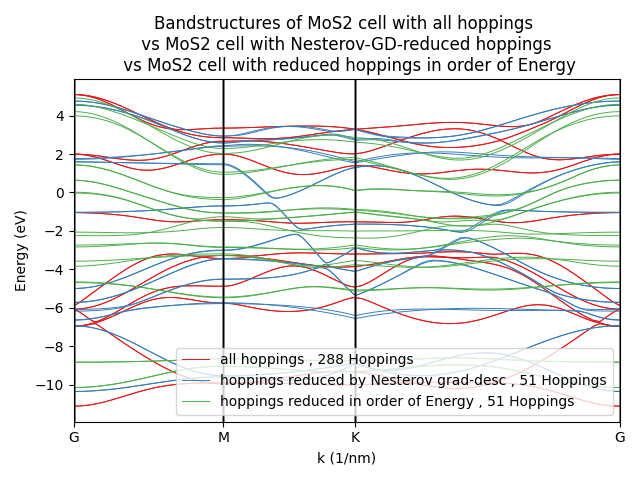 Bandstructures of MoS2 cell with all hoppings
vs MoS2 cell with Nesterov-GD-reduced hoppings
vs MoS2 cell with reduced hoppings in order of Energy
Energy (eV)
4
2
0
−2
−4
−6
−8
−10
all hoppings , 288 Hoppings
hoppings reduced by Nesterov grad-desc , 51 Hoppings
hoppings reduced in order of Energy , 51 Hoppings
G
M
K
G
k (1/nm)